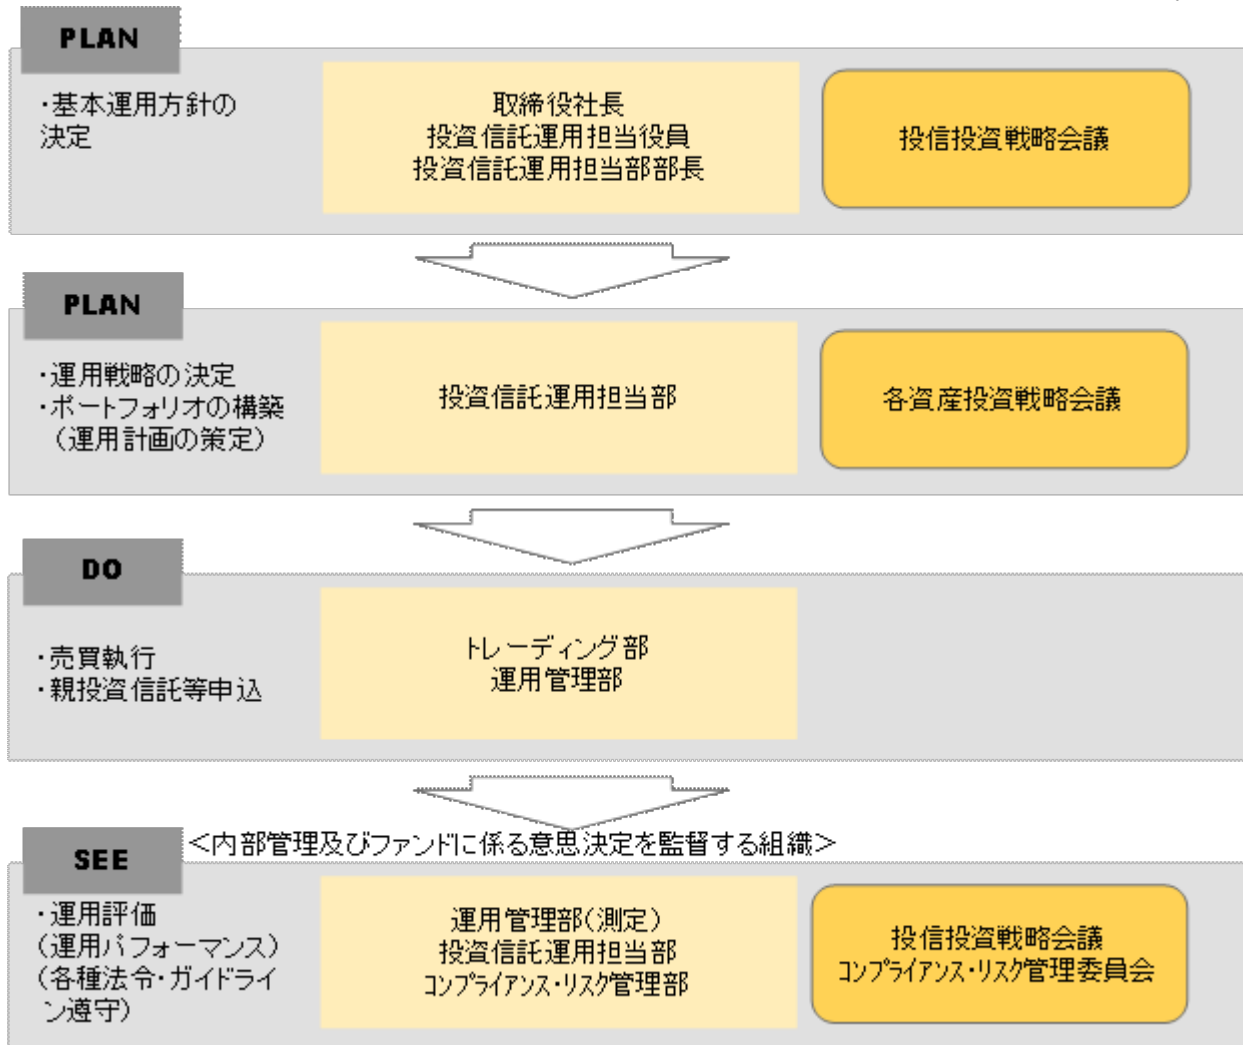 PLAN
・基本運用方針の
決定
取締役社長
投資信託運用担当役員
投資信託運用担当部部長
投信投資戦略会議
PLAN
・運用戦略の決定
・ポートフォリオの構築
（運用計画の策定）
投資信託運用担当部
各資産投資戦略会議
DO
・売買執行
・親投資信託等申込
トレーディング部
運用管理部
SEE
＜内部管理及びファンドに係る意思決定を監督する組織＞
・運用評価
（運用パフォーマンス）
（各種法令・ガイドライ
ン遵守）
運用管理部（測定）
投資信託運用担当部
コンプライアンス・リスク管理部
投信投資戦略会議
コンプライアンス・リスク管理委員会